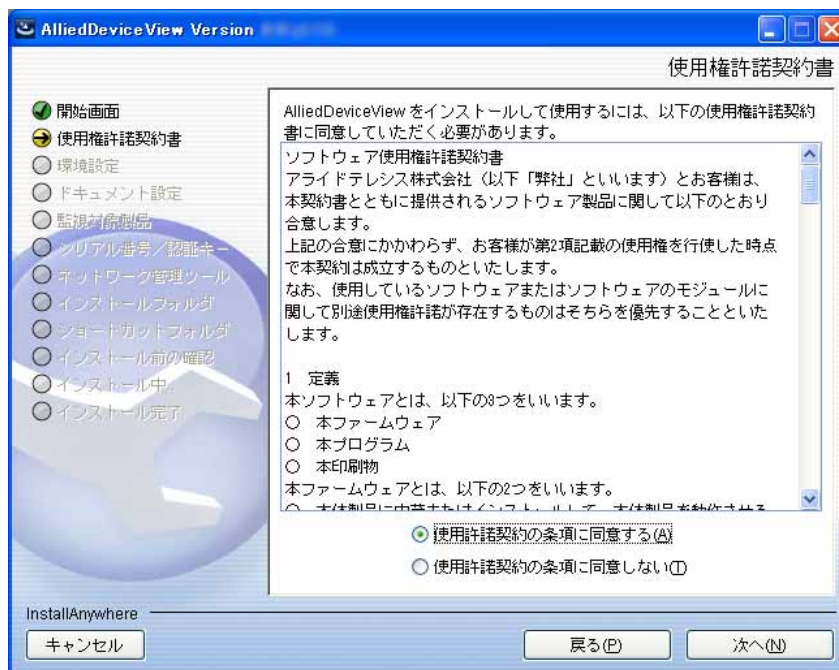 AlliedDeviceView Version
使用権許諾契約書
開始画面
使用権許諾契約書
環境設定
ドキュメント設定
監視対象製品
シリアル番号／認証キー
ネットワーク管理ツール
インストールフォルダ
ショートカットフォルダ
インストール前の確認
インストール中...
インストール完了
AlliedDeviceView をインストールして使用するには、以下の使用権許諾契約
書に同意していただく必要があります。
ソフトウェア使用権許諾契約書
アライドテレシス株式会社（以下「弊社」といいます）とお客様は、
本契約書とともに提供されるソフトウェア製品に関して以下のとおり
合意します。
上記の合意にかかわらず、お客様が第2項記載の使用権を行使した時点
で本契約は成立するものといたします。
なお、使用しているソフトウェアまたはソフトウェアのモジュールに
関して別途使用権許諾が存在するものはそちらを優先することといた
します。
1　定義
本ソフトウェアとは、以下の3つをいいます。
○　本ファームウェア
○　本プログラム
○　本印刷物
本ファームウェアとは、以下の2つをいいます。
使用許諾契約の条項に同意する(A)
使用許諾契約の条項に同意しない(T)
InstallAnywhere
キャンセル
戻る(P)
次へ(N)